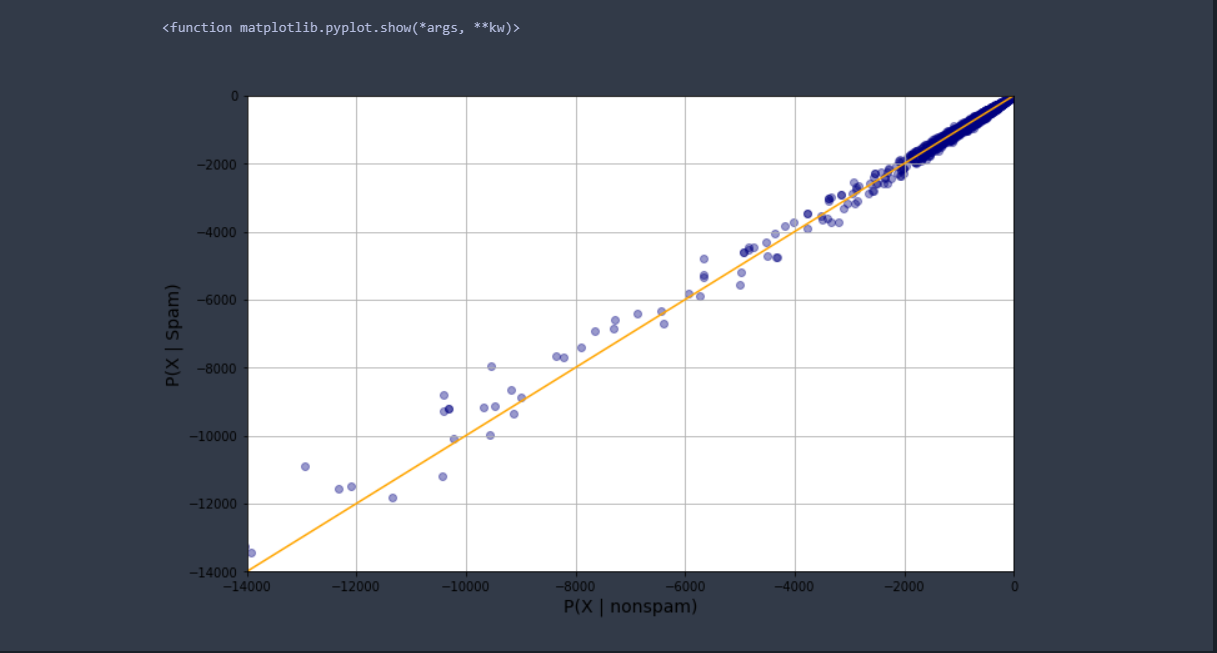 <function matplotlib.pyplot.show(*args, **kw)>
0
−2000
−4000
−6000
−8000
−10000
−12000
−14000
P(X | Spam)
−14000 −12000 −10000 −8000 −6000 −4000 −2000 0
P(X | nonspam)